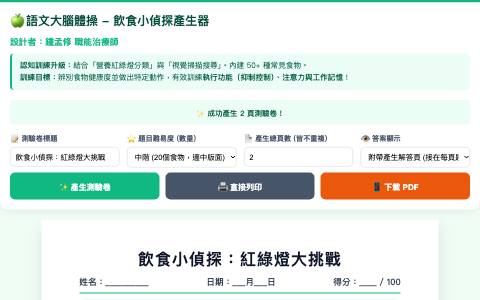 🍏語文大腦體操 – 飲食小偵探產生器
設計者：鐘孟修 職能治療師
認知訓練升級：結合「營養紅綠燈分類」與「視覺掃描搜尋」。內建 50+ 種常見食物。
訓練目標：辨別食物健康度並做出特定動作，有效訓練執行功能（抑制控制）、注意力與工作記憶！
✨ 成功產生 2 頁測驗卷！
📝 測驗卷標題
⭐ 題目難易度 (數量)
📑 產生總頁數 (皆不重複)
👁 答案顯示
飲食小偵探：紅綠燈大挑戰
中階 (20個食物，適中版面)
2
附帶產生解答頁 (接在每頁
✨ 產生測驗卷
🖨 直接列印
📱 下載 PDF
飲食小偵探：紅綠燈大挑戰
姓名：________ 日期：___月___日 得分：____ / 100